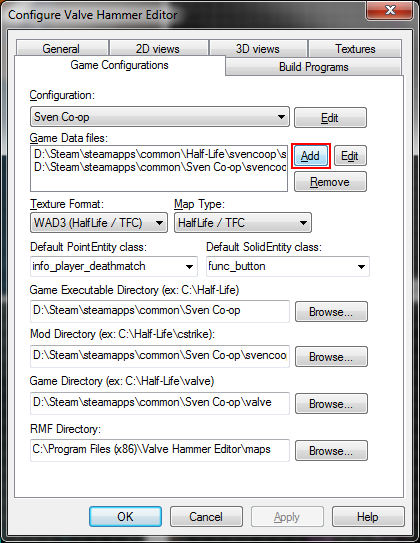 Configure Valve Hammer Editor
General 2D views 3D views Textures
Game Configurations Build Programs
Configuration:
Sven Co-op Edit
Game Data files:
D:\Steam\steamapps\common\Half-Life\svencoop\s Add Edit
D:\Steam\steamapps\common\Sven Co-op\svencoo
Remove
Texture Format: Map Type:
WAD3 (HalfLife / TFC) HalfLife / TFC
Default PointEntity class: Default SolidEntity class:
info_player_deathmatch func_button
Game Executable Directory (ex: C:\Half-Life)
D:\Steam\steamapps\common\Sven Co-op Browse...
Mod Directory (ex: C:\Half-Life\cstrike):
D:\Steam\steamapps\common\Sven Co-op\svencoop Browse...
Game Directory (ex: C:\Half-Life\valve)
D:\Steam\steamapps\common\Sven Co-op\valve Browse...
RMF Directory:
C:\Program Files (x86)\Valve Hammer Editor\maps Browse...
OK Cancel Apply Help